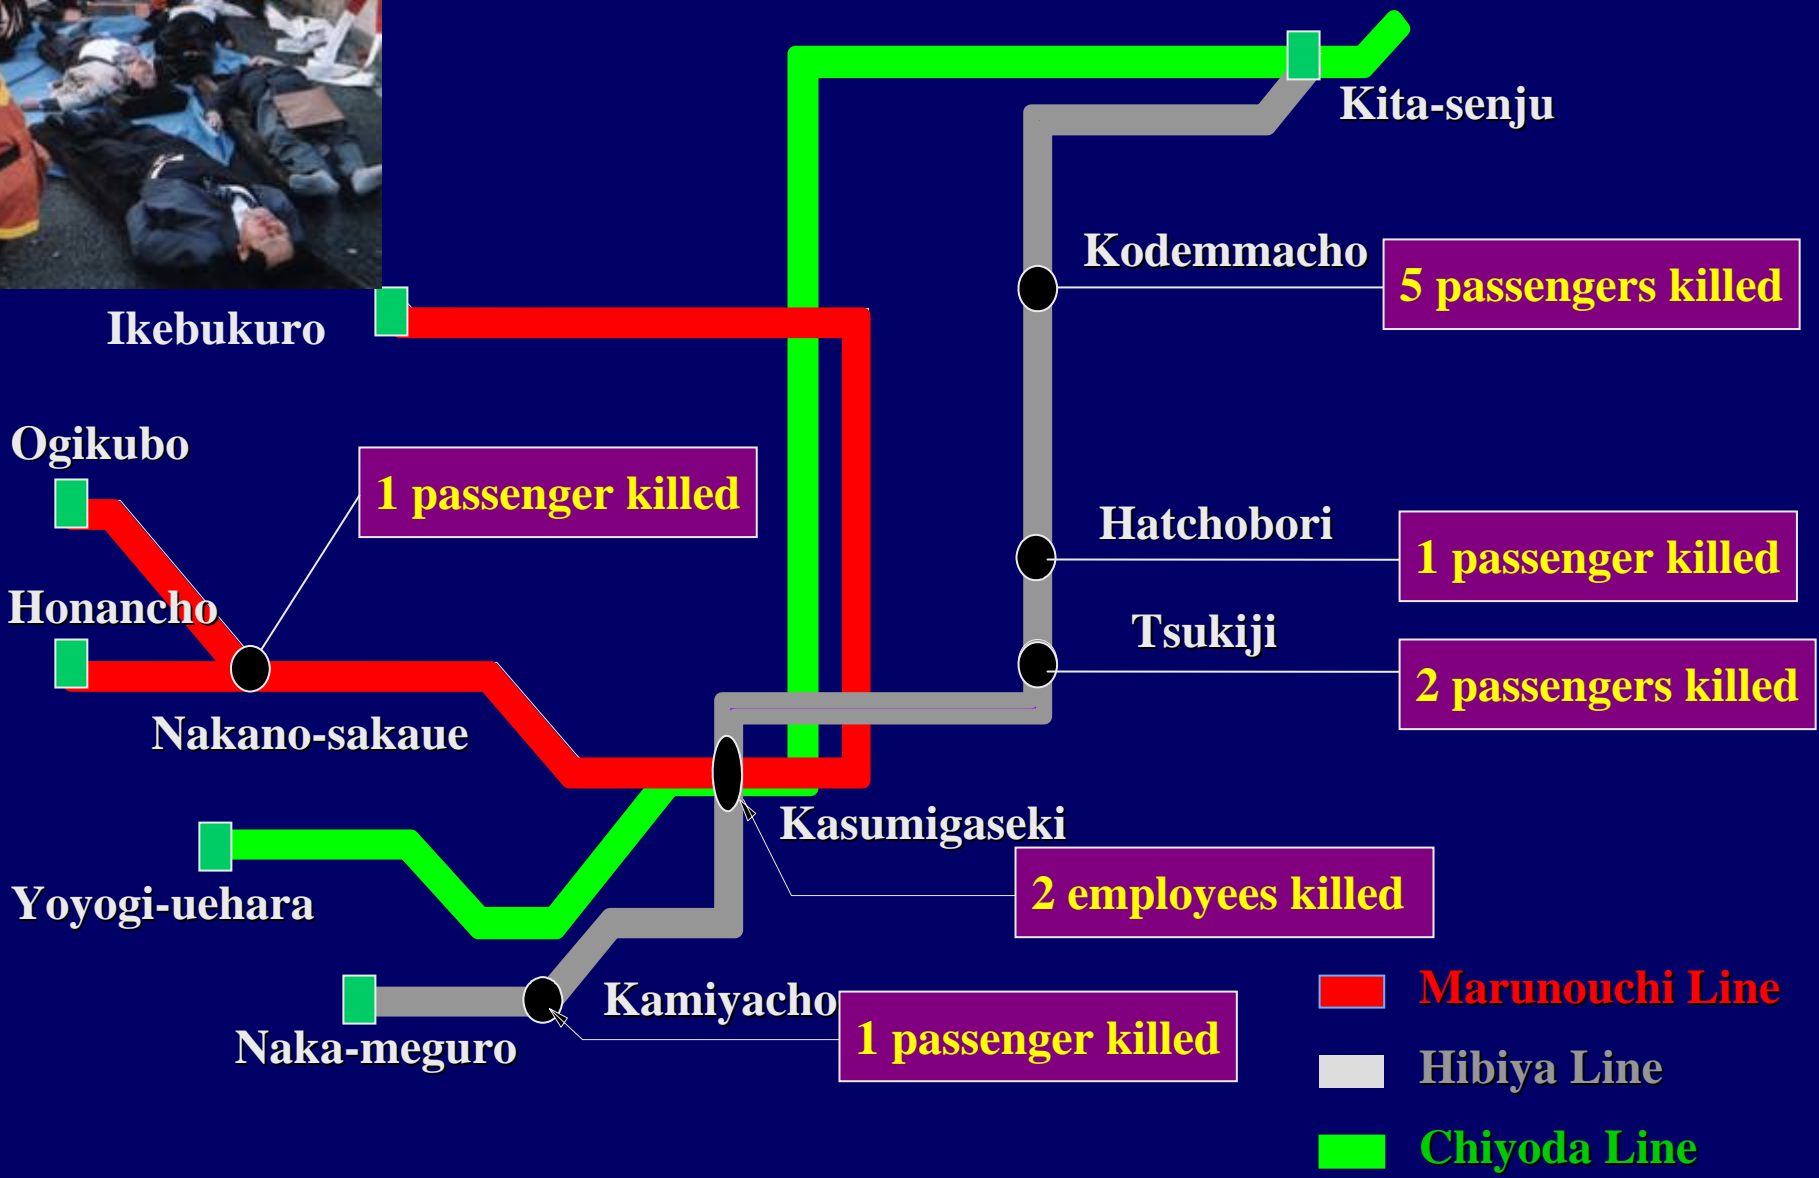 Kita-senju
Kodemmacho
5 passengers killed
Ikebukuro
Ogikubo
1 passenger killed
Hatchobori
1 passenger killed
Honancho
Tsukiji
2 passengers killed
Nakano-sakaue
Kasumigaseki
2 employees killed
Yoyogi-uehara
Kamiyacho
1 passenger killed
Naka-meguro
Marunouchi Line
Hibiya Line
Chiyoda Line